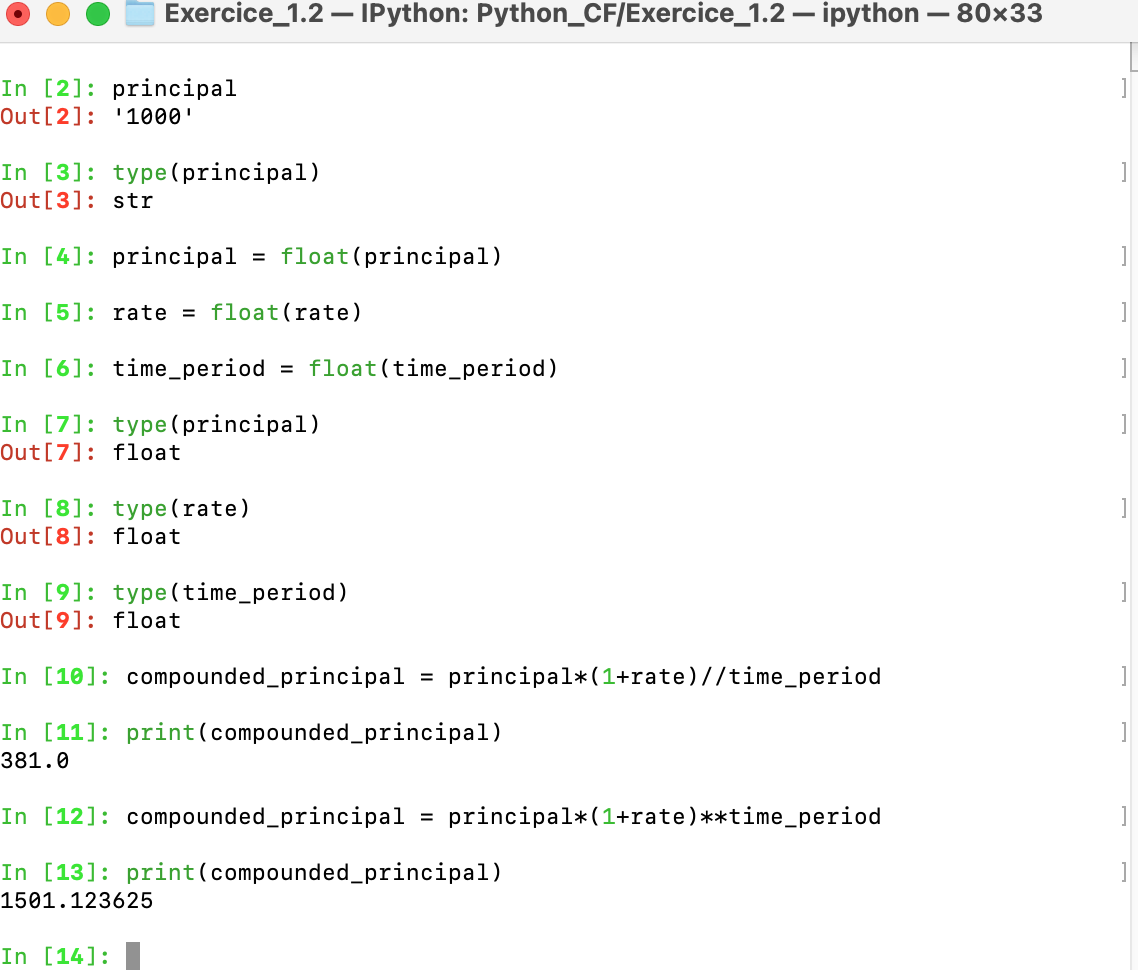 Exercice_1.2 — IPython: Python_CF/Exercice_1.2 — ipython — 80×33
In [2]: principal
Out[2]: '1000'
In [3]: type(principal)
Out[3]: str
In [4]: principal = float(principal)
In [5]: rate = float(rate)
In [6]: time_period = float(time_period)
In [7]: type(principal)
Out[7]: float
In [8]: type(rate)
Out[8]: float
In [9]: type(time_period)
Out[9]: float
In [10]: compounded_principal = principal*(1+rate)//time_period
In [11]: print(compounded_principal)
381.0
In [12]: compounded_principal = principal*(1+rate)**time_period
In [13]: print(compounded_principal)
1501.123625
In [14]: